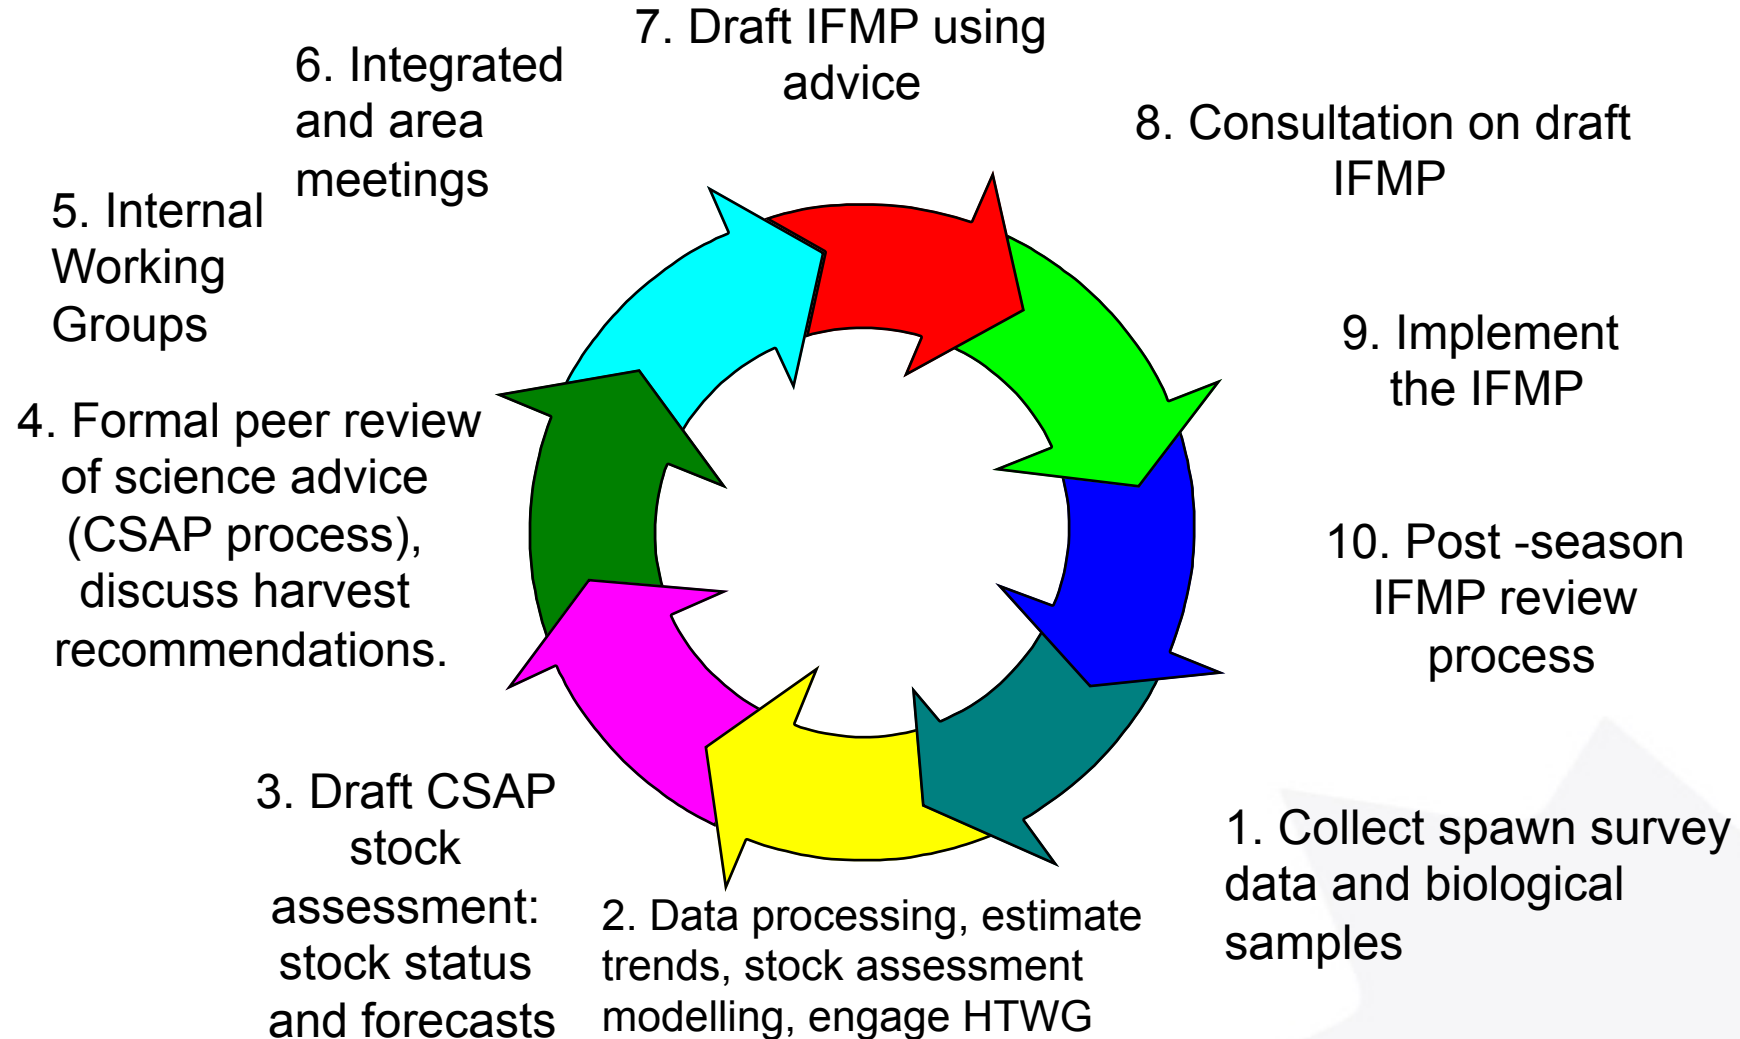 7. Draft IFMP using
advice
6. Integrated
and area
meetings
8. Consultation on draft
IFMP
5. Internal
Working
Groups
9. Implement
the IFMP
4. Formal peer review
of science advice
(CSAP process),
discuss harvest
recommendations.
10. Post -season
IFMP review
process
3. Draft CSAP
stock
assessment:
stock status
and forecasts
2. Data processing, estimate
trends, stock assessment
modelling, engage HTWG
1. Collect spawn survey
data and biological
samples